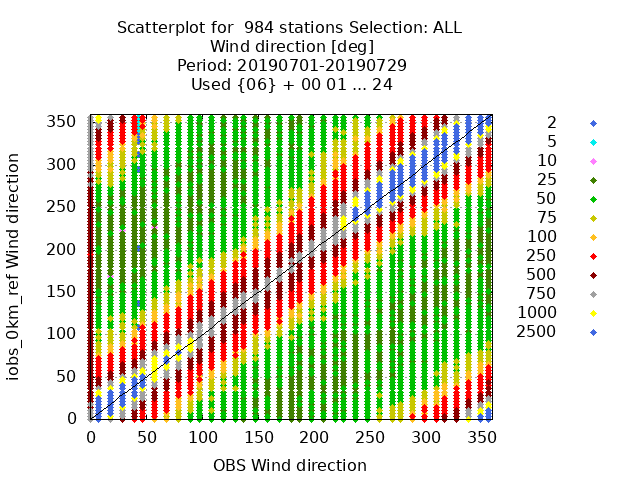 Scatterplot for  984 stations Selection: ALL
Wind direction [deg]
Period: 20190701-20190729
Used {06} + 00 01 ... 24
iobs_0km_ref Wind direction
350
300
250
200
150
100
50
0
0 50 100 150 200 250 300 350
OBS Wind direction
2
5
10
25
50
75
100
250
500
750
1000
2500